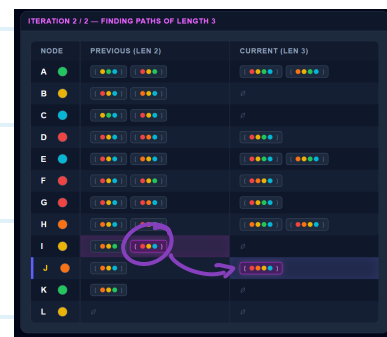 ITERATION 2 / 2 — FINDING PATHS OF LENGTH 3
NODE PREVIOUS (LEN 2) CURRENT (LEN 3)
A { } { } { } { }
B { } { } ∅
C { } { } ∅
D { } { } { }
E { } { } { } { }
F { } { } { }
G { } { } { }
H { } { } { } { }
I { } { } ∅
J { } { }
K { } ∅
L ∅ ∅